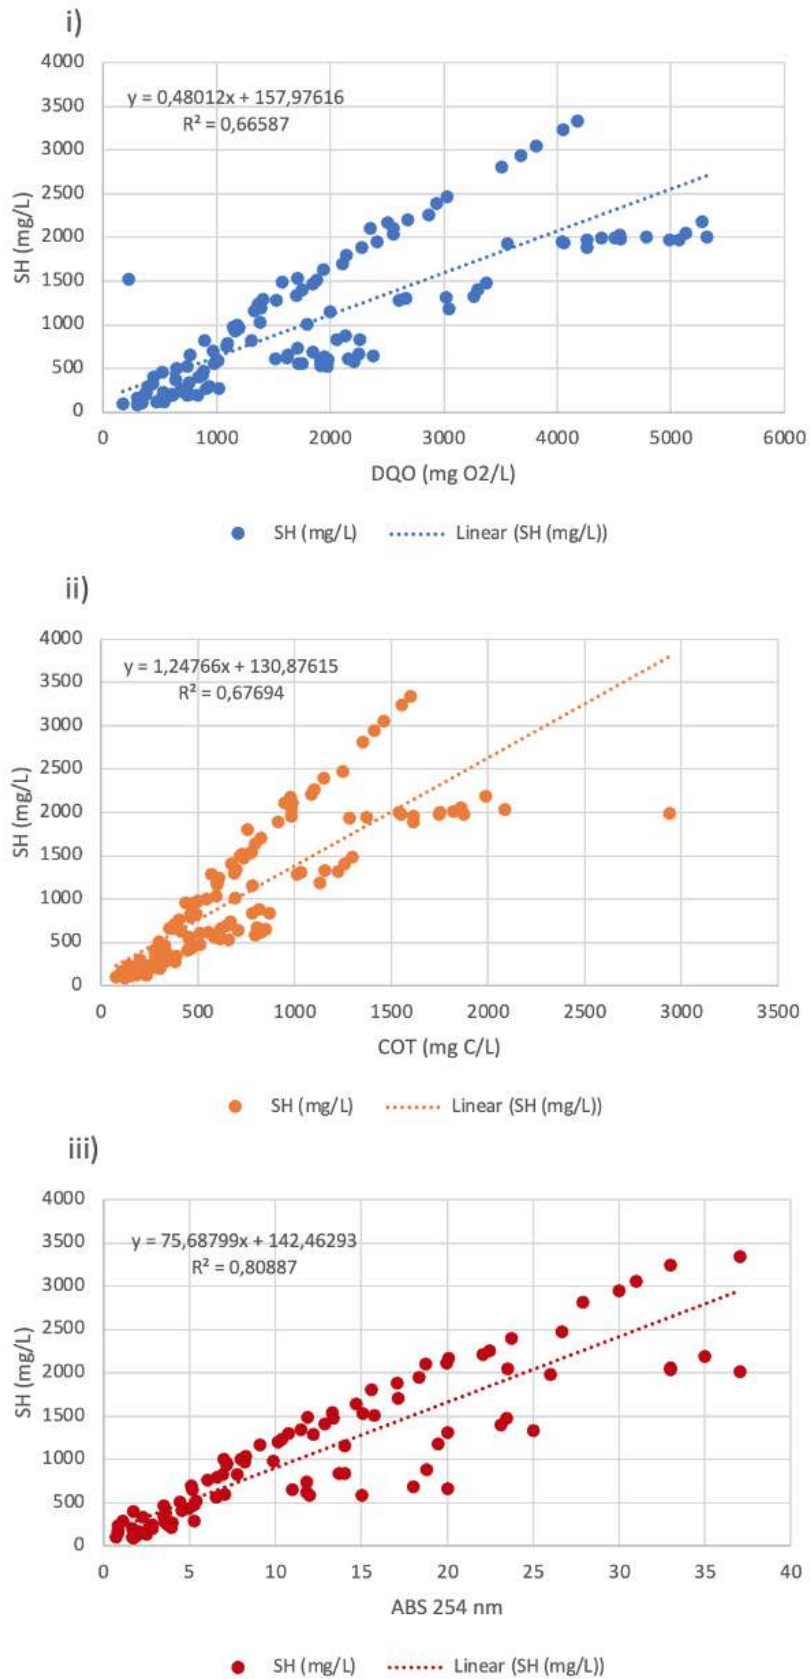 i)
4000
y = 0,48012x + 157,97616
R² = 0,66587
3500
3000
2500
2000
1500
1000
500
0
SH (mg/L)
0 1000 2000 3000 4000 5000 6000
DQO (mg O2/L)
SH (mg/L) Linear (SH (mg/L))
ii)
4000
y = 1,24766x + 130,87615
R² = 0,67694
3500
3000
2500
2000
1500
1000
500
0
SH (mg/L)
0 500 1000 1500 2000 2500 3000 3500
COT (mg C/L)
SH (mg/L) Linear (SH (mg/L))
iii)
4000
y = 75,68799x + 142,46293
R² = 0,80887
3500
3000
2500
2000
1500
1000
500
0
SH (mg/L)
0 5 10 15 20 25 30 35 40
ABS 254 nm
SH (mg/L) Linear (SH (mg/L))